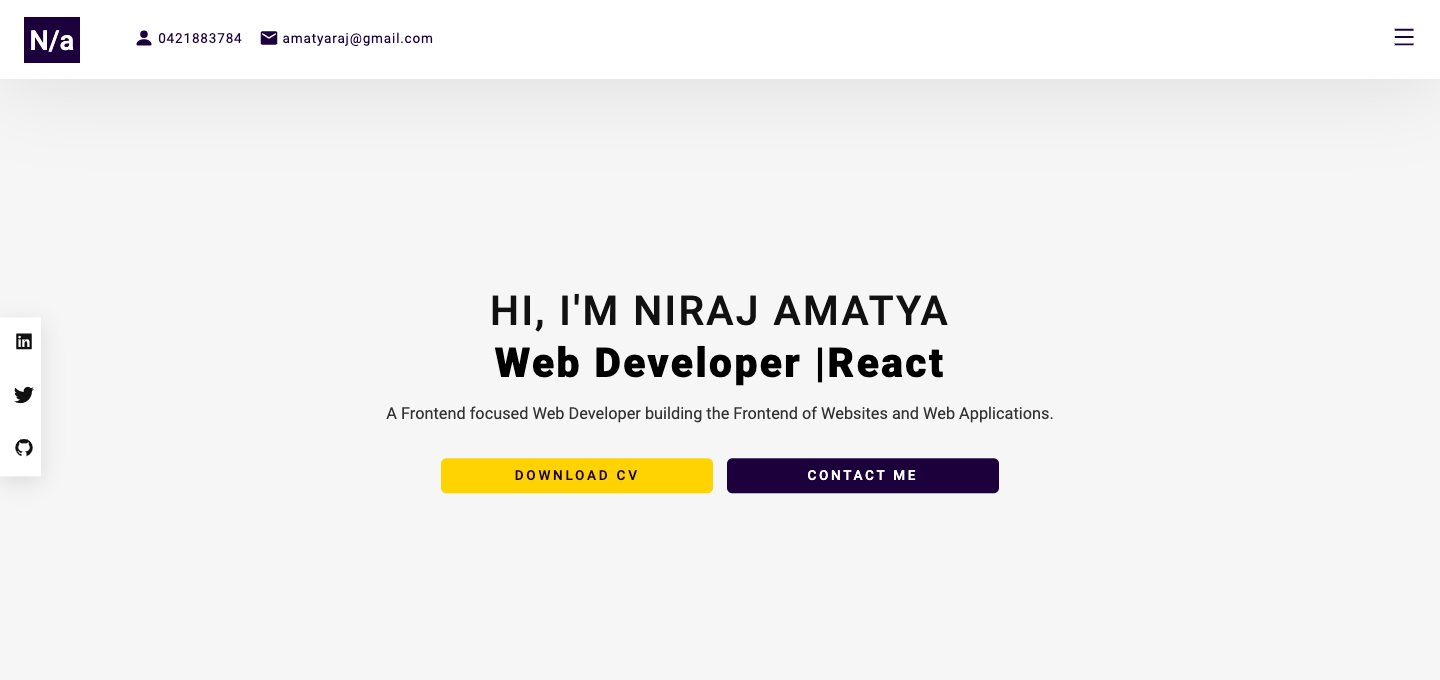 N/a
0421883784 amatyaraj@gmail.com
HI, I'M NIRAJ AMATYA
Web Developer |React
A Frontend focused Web Developer building the Frontend of Websites and Web Applications.
DOWNLOAD CV
CONTACT ME
in